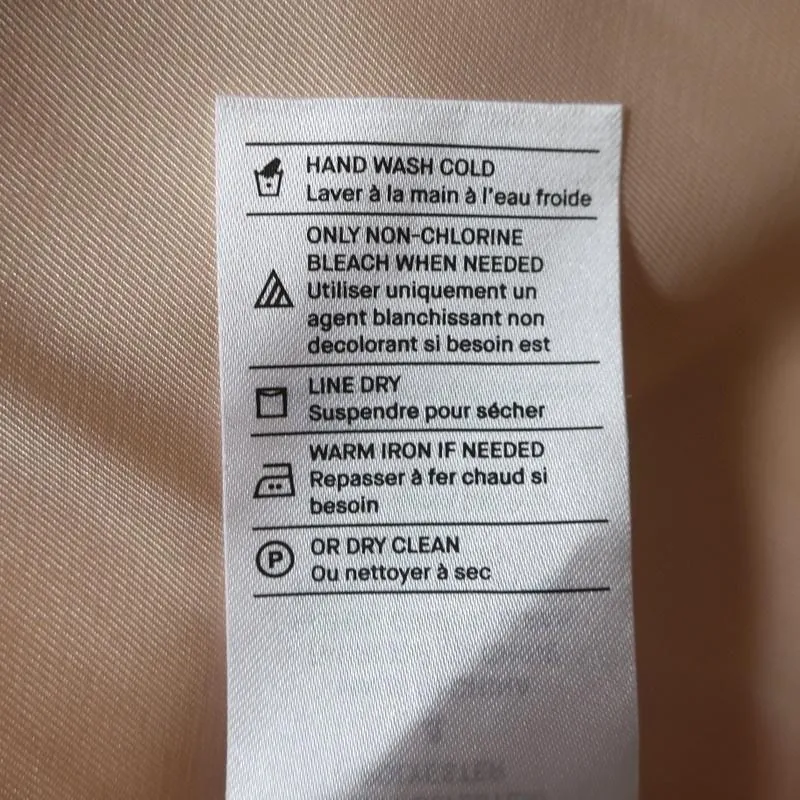 HAND WASH COLD
Laver à la main à l'eau froide
ONLY NON-CHLORINE
BLEACH WHEN NEEDED
Utiliser uniquement un
agent blanchissant non
decolorant si besoin est
LINE DRY
Suspendre pour sécher
WARM IRON IF NEEDED
Repasser à fer chaud si
besoin
P
OR DRY CLEAN
Ou nettoyer à sec